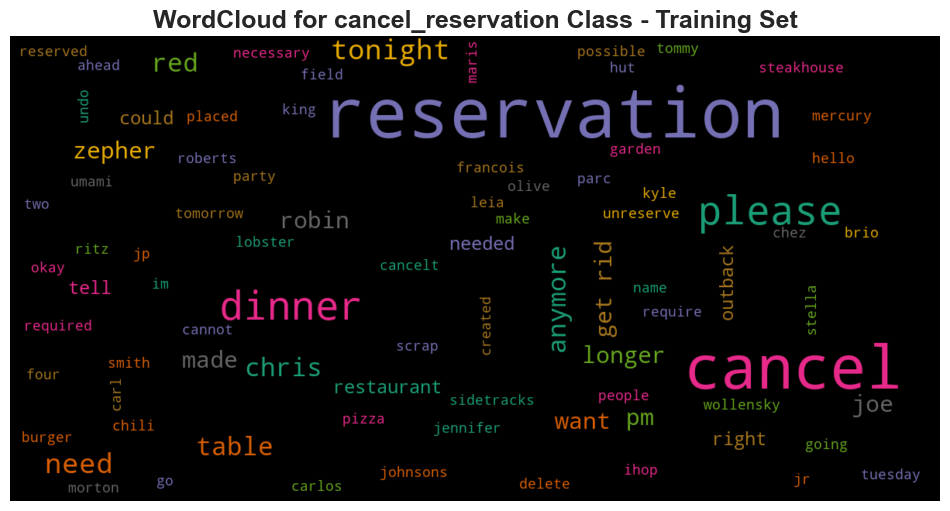 WordCloud for cancel_reservation Class - Training Set
reserved
ahead
red
necessary
field
tonight
maris
possible
tommy
hut
steakhouse
undo
could
placed
king
reservation
mercury
zepher
roberts
garden
hello
umami
party
francois
olive
parc
kyle
please
two
tomorrow
robin
leia
make
unreserve
chez
brio
ritz
jp
lobster
needed
anymore
get rid
outback
okay
tell
im
cancelt
name
stella
required
cannot
dinner
created
require
scrap
four
smith
made
chris
longer
cancel
carl
restaurant
sidetracks
people
wollensky
joe
burger
chili
table
pizza
jennifer
want
pm
right
going
need
morton
go
carlos
johnsons
delete
ihop
jr
tuesday